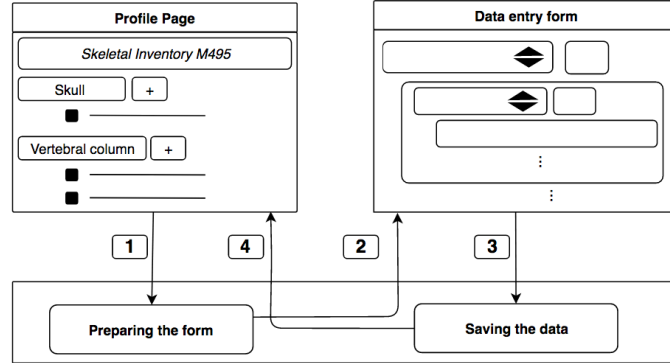 Profile Page
Skeletal Inventory M495
Skull +
Vertebral column +
Data entry form
⋮
⋮
1
4
2
3
Preparing the form
Saving the data